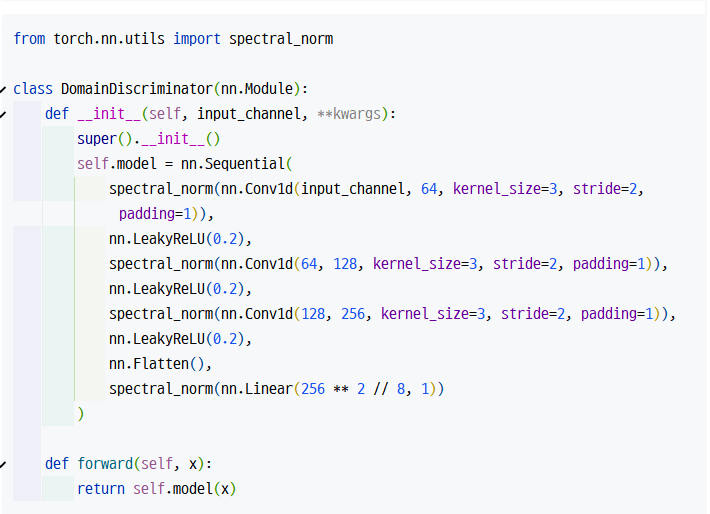 from torch.nn.utils import spectral_norm
class DomainDiscriminator(nn.Module):
def __init__(self, input_channel, **kwargs):
super().__init__()
self.model = nn.Sequential(
spectral_norm(nn.Conv1d(input_channel, 64, kernel_size=3, stride=2,
padding=1)),
nn.LeakyReLU(0.2),
spectral_norm(nn.Conv1d(64, 128, kernel_size=3, stride=2, padding=1)),
nn.LeakyReLU(0.2),
spectral_norm(nn.Conv1d(128, 256, kernel_size=3, stride=2, padding=1)),
nn.LeakyReLU(0.2),
nn.Flatten(),
spectral_norm(nn.Linear(256 ** 2 // 8, 1))
)
def forward(self, x):
return self.model(x)